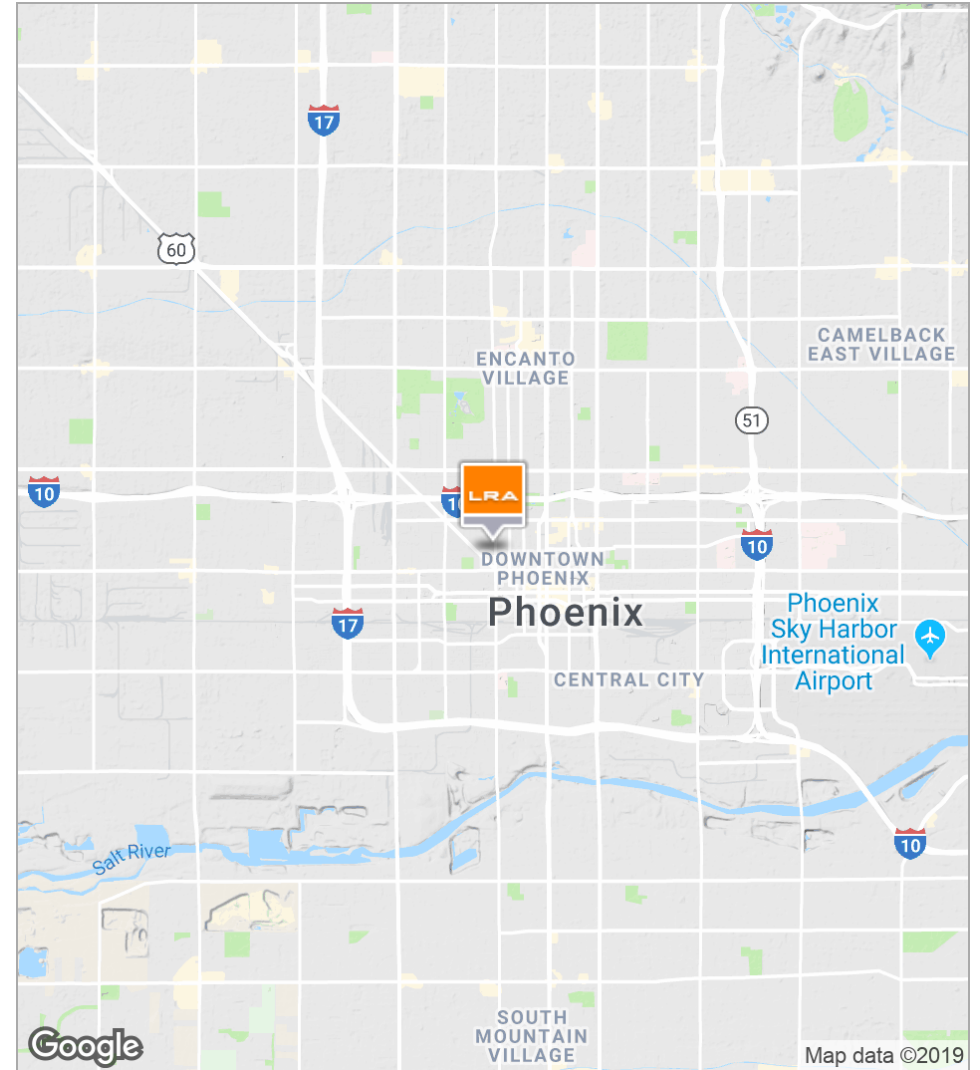 17
60
CAMELBACK
EAST VILLAGE
ENCANTO
VILLAGE
51
10
LRA
10
DOWNTOWN
PHOENIX
Phoenix
17
Phoenix
Sky Harbor
International
Airport
CENTRAL CITY
10
Salt River
SOUTH
MOUNTAIN
VILLAGE
Google
Map data ©2019